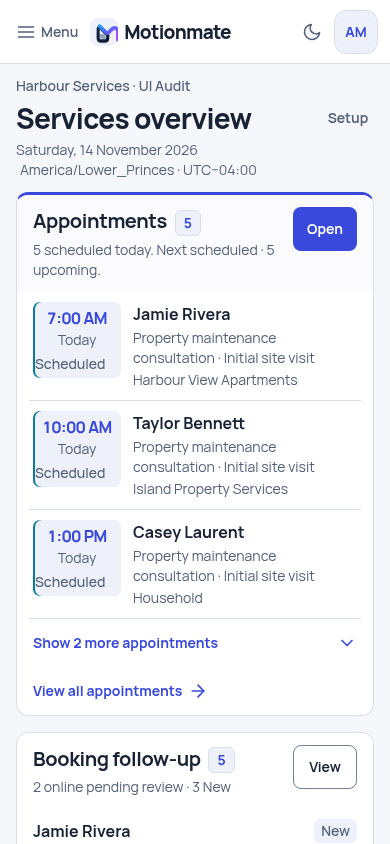 Menu Motionmate AM
Harbour Services · UI Audit
Services overview
Setup
Saturday, 14 November 2026
America/Lower_Princes · UTC−04:00
Appointments 5
Open
5 scheduled today. Next scheduled · 5
upcoming.
7:00 AM
Today
Scheduled
Jamie Rivera
Property maintenance
consultation · Initial site visit
Harbour View Apartments
10:00 AM
Today
Scheduled
Taylor Bennett
Property maintenance
consultation · Initial site visit
Island Property Services
1:00 PM
Today
Scheduled
Casey Laurent
Property maintenance
consultation · Initial site visit
Household
Show 2 more appointments
View all appointments
Booking follow-up 5
View
2 online pending review · 3 New
Jamie Rivera New